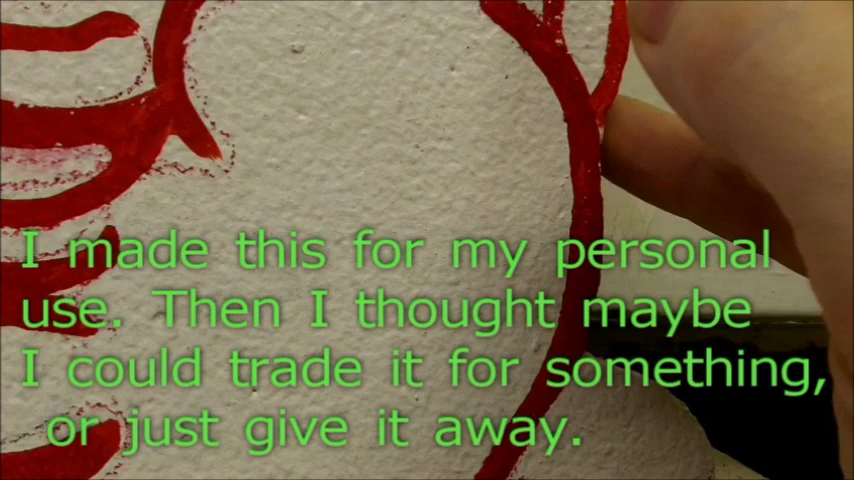 I made this for my personal
use. Then I thought maybe
I could trade it for something,
or just give it away.